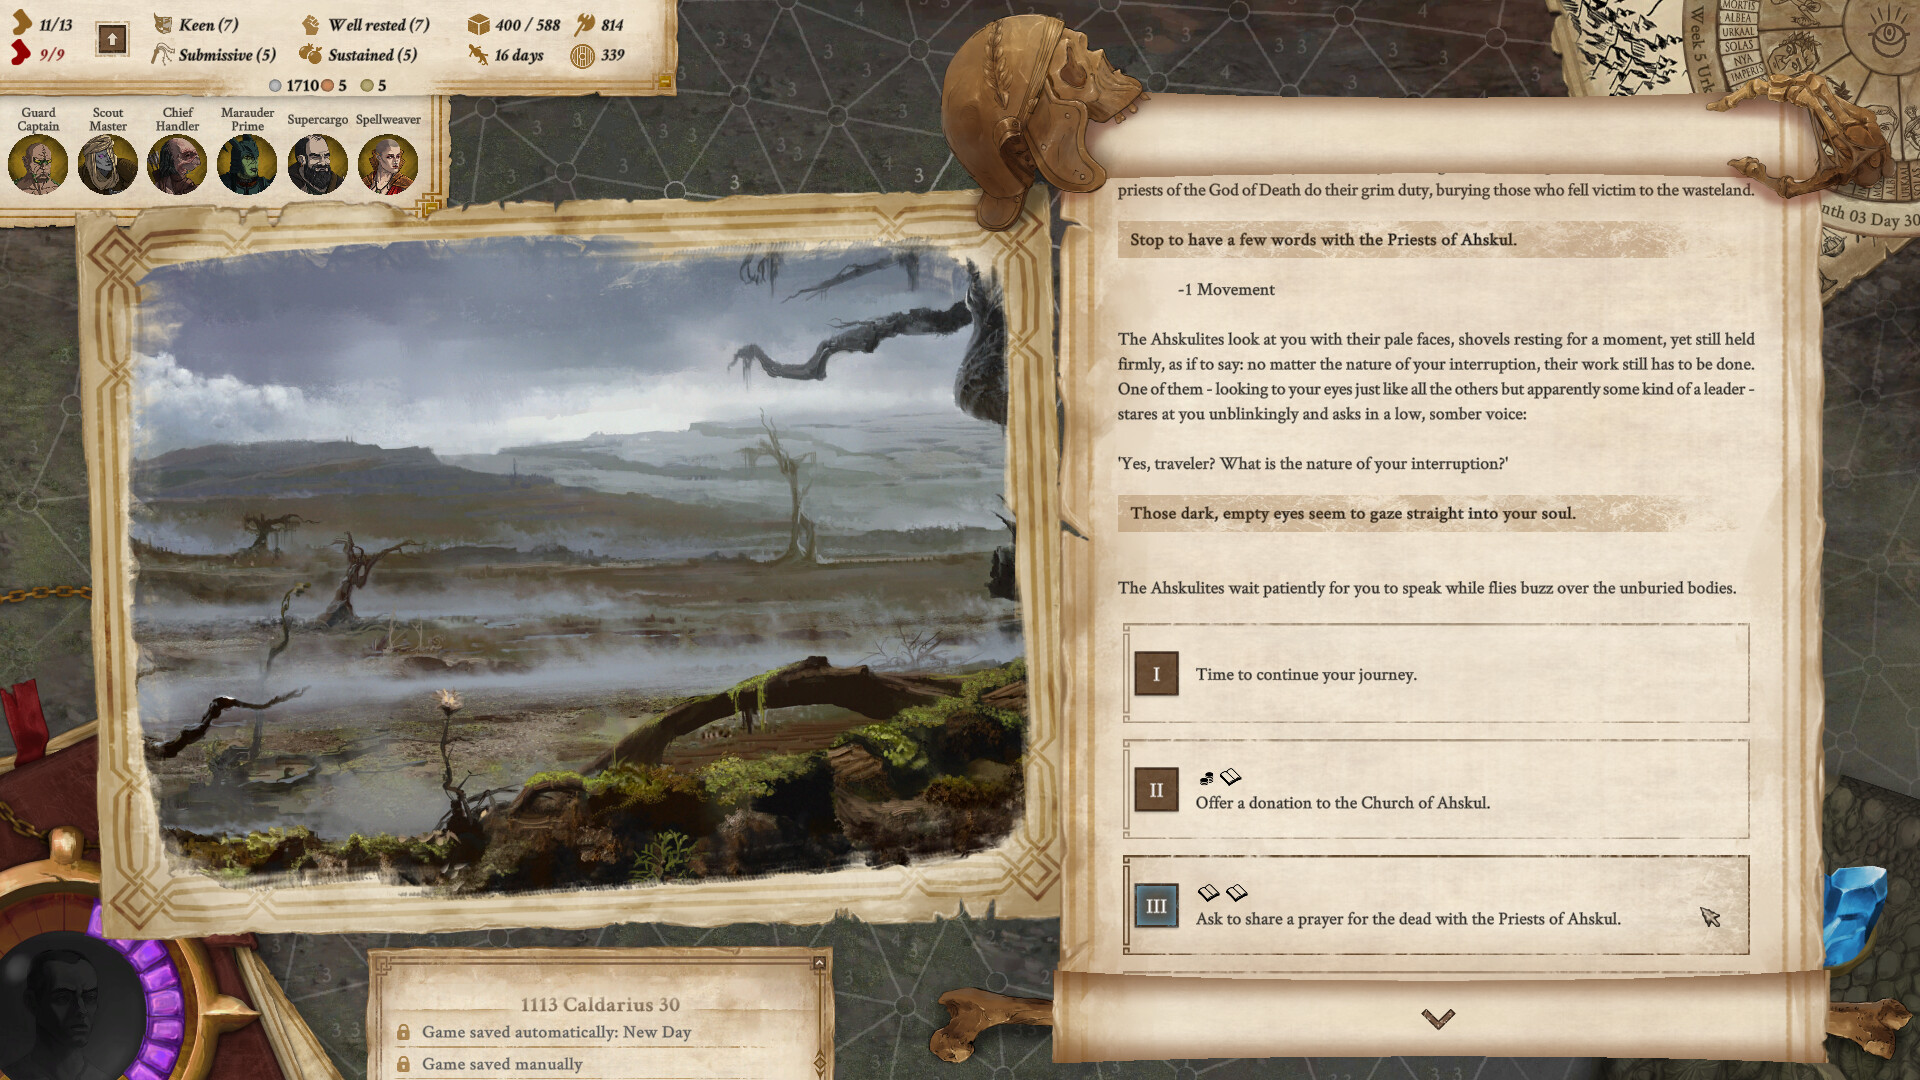 11/13
Keen (7)
Well rested (7)
400 / 588
814
9/9
Submissive (5)
Sustained (5)
16 days
339
1710 5 5
Guard Captain
Scout Master
Chief Handler
Marauder Prime
Supercargo
Spellweaver
MORTIS
ALBEA
URKAAL
SOLAS
NYA
IMPERIS
Week 5 Urk
nth 03 Day 30
priests of the God of Death do their grim duty, burying those who fell victim to the wasteland.
Stop to have a few words with the Priests of Ahskul.
-1 Movement
The Ahskulites look at you with their pale faces, shovels resting for a moment, yet still held
firmly, as if to say: no matter the nature of your interruption, their work still has to be done.
One of them - looking to your eyes just like all the others but apparently some kind of a leader -
stares at you unblinkingly and asks in a low, somber voice:
'Yes, traveler? What is the nature of your interruption?'
Those dark, empty eyes seem to gaze straight into your soul.
The Ahskulites wait patiently for you to speak while flies buzz over the unburied bodies.
I
Time to continue your journey.
II
Offer a donation to the Church of Ahskul.
III
Ask to share a prayer for the dead with the Priests of Ahskul.
1113 Caldarius 30
Game saved automatically: New Day
Game saved manually